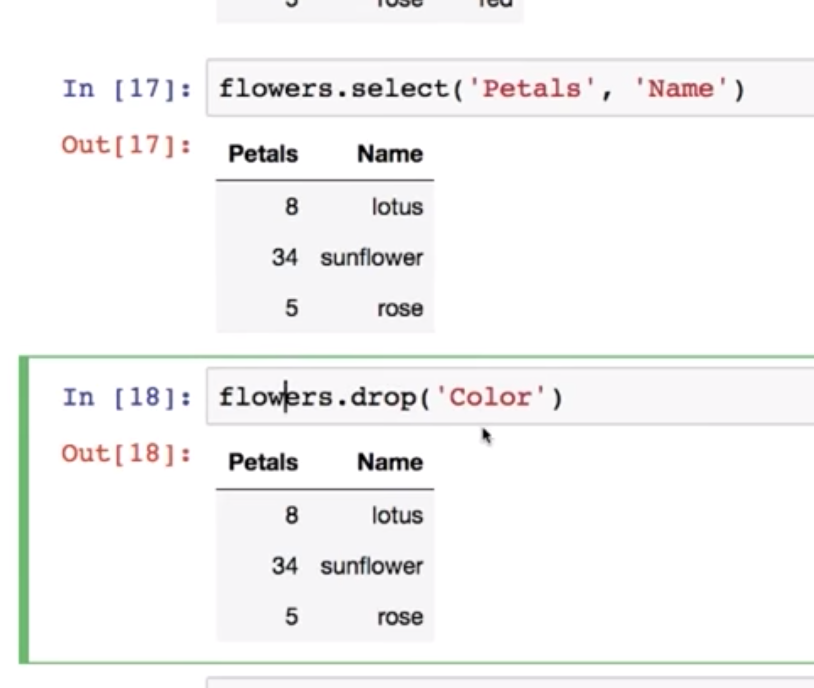 5 rose red
In [17]: flowers.select('Petals', 'Name')
Out[17]:
Petals Name
8 lotus
34 sunflower
5 rose
In [18]: flowers.drop('Color')
Out[18]:
Petals Name
8 lotus
34 sunflower
5 rose